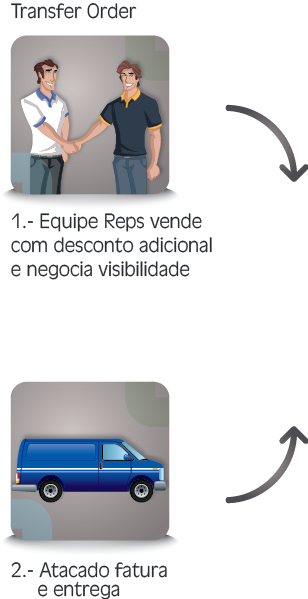 Transfer Order
1.- Equipe Reps vende
com desconto adicional
e negocia visibilidade
2.- Atacado fatura
e entrega